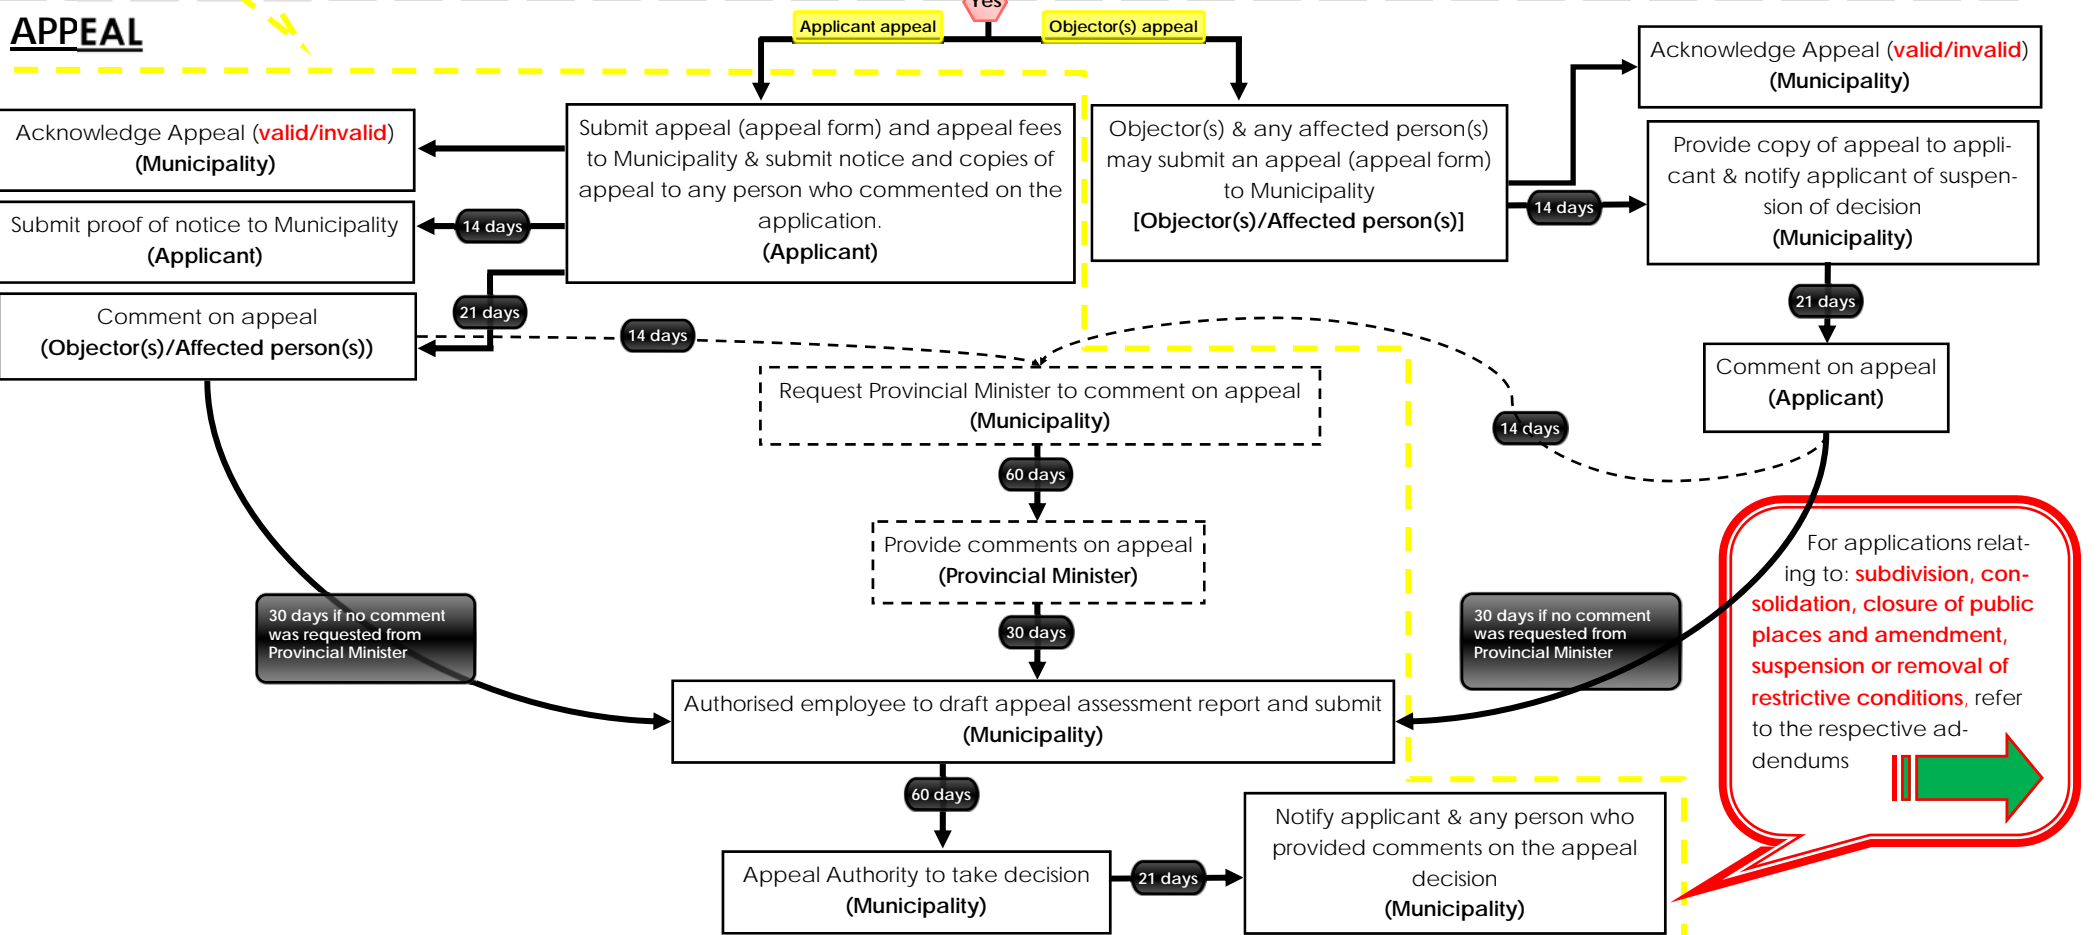 Yes
APPEAL
Applicant appeal
Objector(s) appeal
Acknowledge Appeal (valid/invalid)
(Municipality)
Submit proof of notice to Municipality
(Applicant)
Comment on appeal
(Objector(s)/Affected person(s))
Submit appeal (appeal form) and appeal fees
to Municipality & submit notice and copies of
appeal to any person who commented on the
application.
(Applicant)
14 days
21 days
Objector(s) & any affected person(s)
may submit an appeal (appeal form)
to Municipality
[Objector(s)/Affected person(s)]
14 days
Acknowledge Appeal (valid/invalid)
(Municipality)
Provide copy of appeal to appli-
cant & notify applicant of suspen-
sion of decision
(Municipality)
21 days
Comment on appeal
(Applicant)
14 days
14 days
Request Provincial Minister to comment on appeal
(Municipality)
60 days
Provide comments on appeal
(Provincial Minister)
30 days
30 days if no comment
was requested from
Provincial Minister
30 days if no comment
was requested from
Provincial Minister
For applications relat-
ing to: subdivision, con-
solidation, closure of public
places and amendment,
suspension or removal of
restrictive conditions, refer
to the respective ad-
dendums
Authorised employee to draft appeal assessment report and submit
(Municipality)
60 days
Appeal Authority to take decision
(Municipality)
21 days
Notify applicant & any person who
provided comments on the appeal
decision
(Municipality)